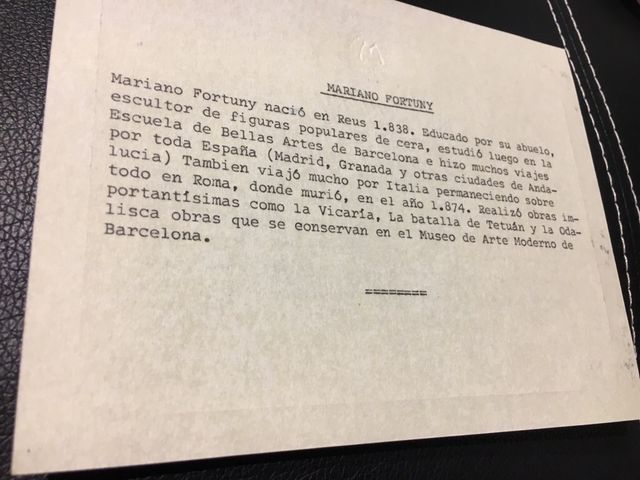 MARIANO FORTUNY
Mariano Fortuny nació en Reus 1.838. Educado por su abuelo,
escultor de figuras populares de cera, estudió luego en la
Escuela de Bellas Artes de Barcelona e hizo muchos viajes
por toda España (Madrid, Granada y otras ciudades de Anda-
lucia) Tambien viajó mucho por Italia permaneciendo sobre
todo en Roma, donde murió, en el año 1.874. Realizó obras im-
portantísimas como la Vicaría, La batalla de Tetuán y la Oda-
lisca obras que se eonservan en el Museo de Arte Moderno de
Barcelona.
========